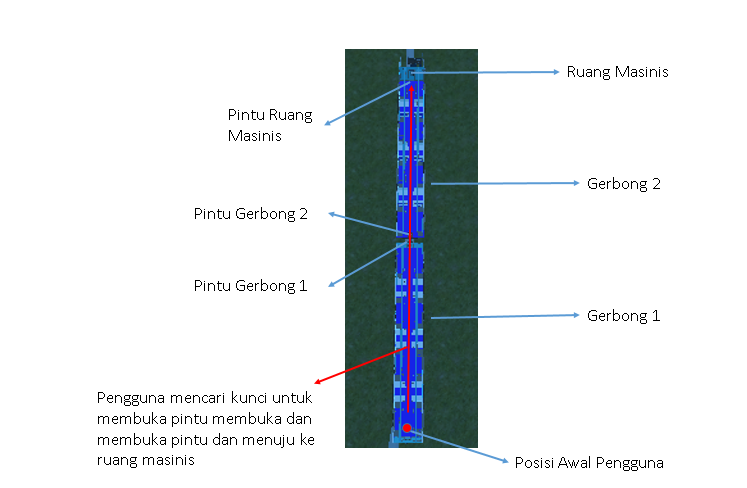 Ruang Masinis
Pintu Ruang
Masinis
Gerbong 2
Pintu Gerbong 2
Pintu Gerbong 1
Gerbong 1
Pengguna mencari kunci untuk
membuka pintu membuka dan
membuka pintu dan menuju ke
ruang masinis
Posisi Awal Pengguna